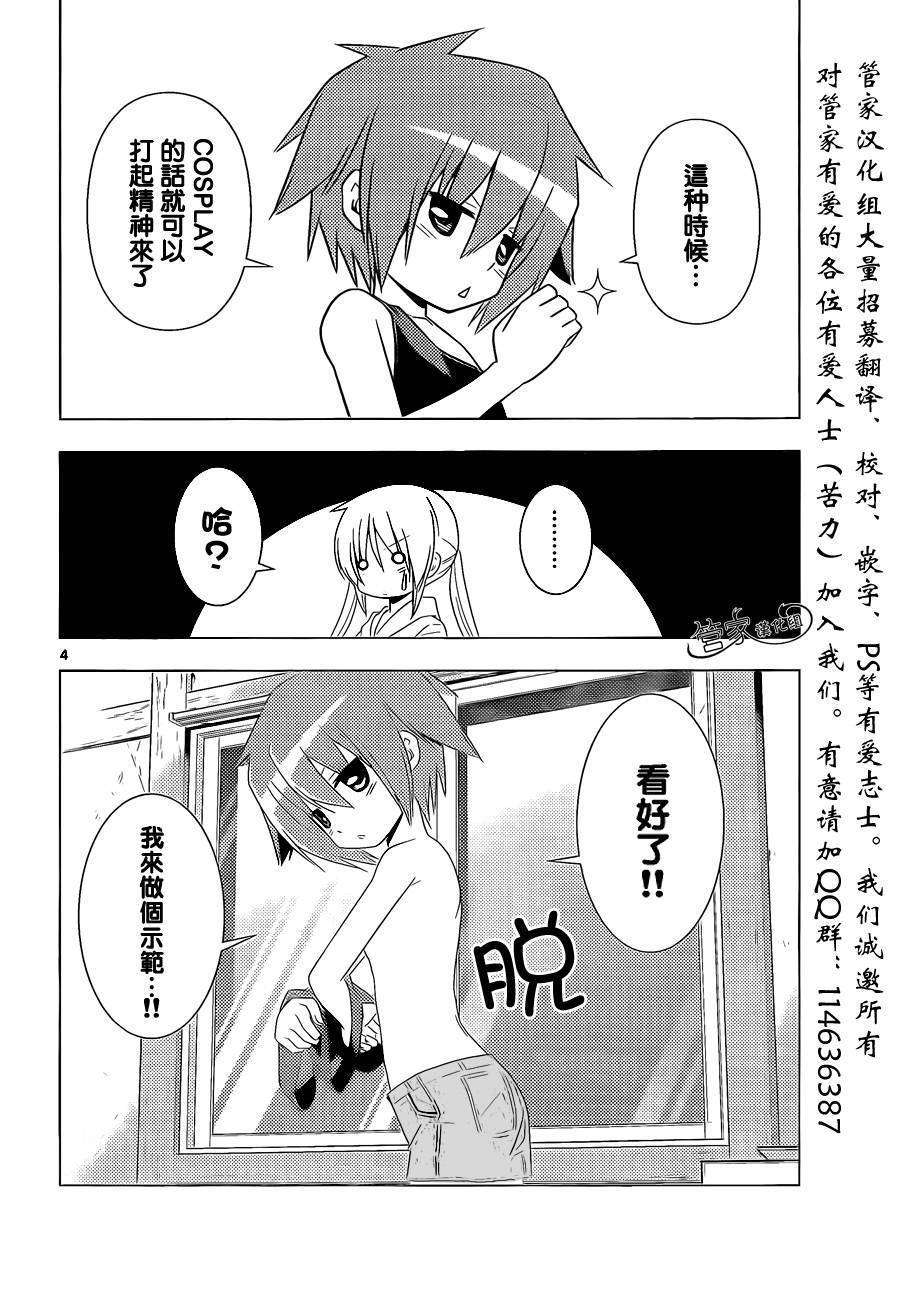 這种時候…
COSPLAY
的話就可以
打起精神來了
………
哈？
管家漢化組
4
看好了!!
脱
我來做個示範…!!
管家汉化组大量招募翻译、校对、嵌字、PS等有爱志士。我们诚邀所有
对管家有爱的各位有爱人士（苦力）加入我们。有意请加QQ群：114636387